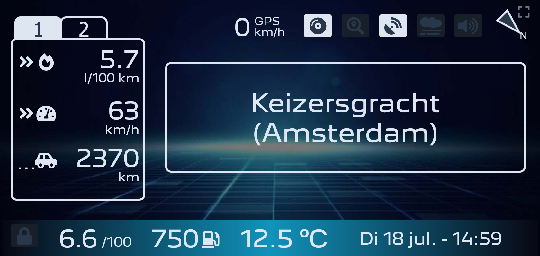 1 2
0 GPS km/h
N
5.7
l/100 km
63
km/h
...2370
km
Keizersgracht
(Amsterdam)
6.6 /100 750 12.5 °C Di 18 jul. - 14:59